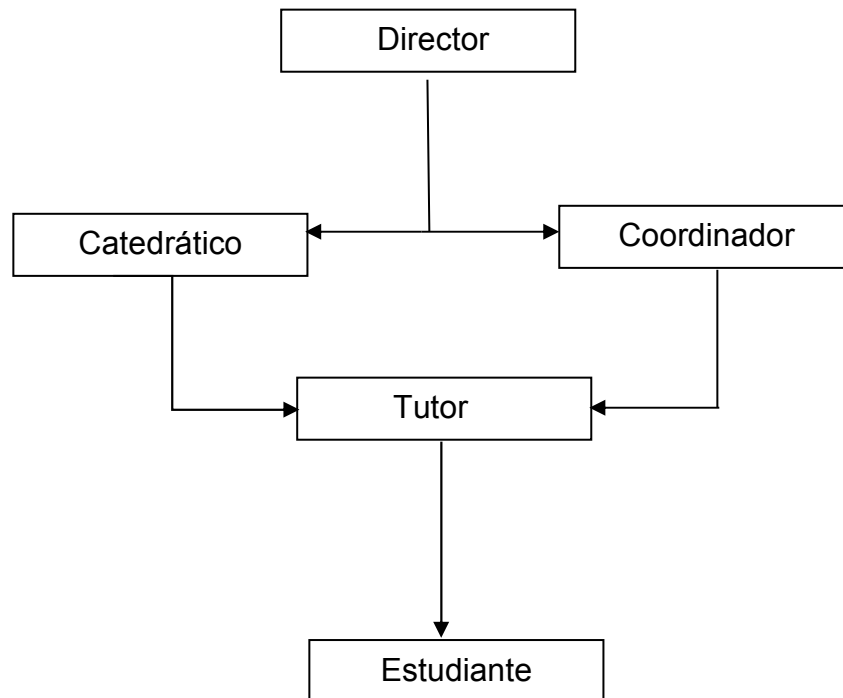 Director
Catedrático
Coordinador
Tutor
Estudiante